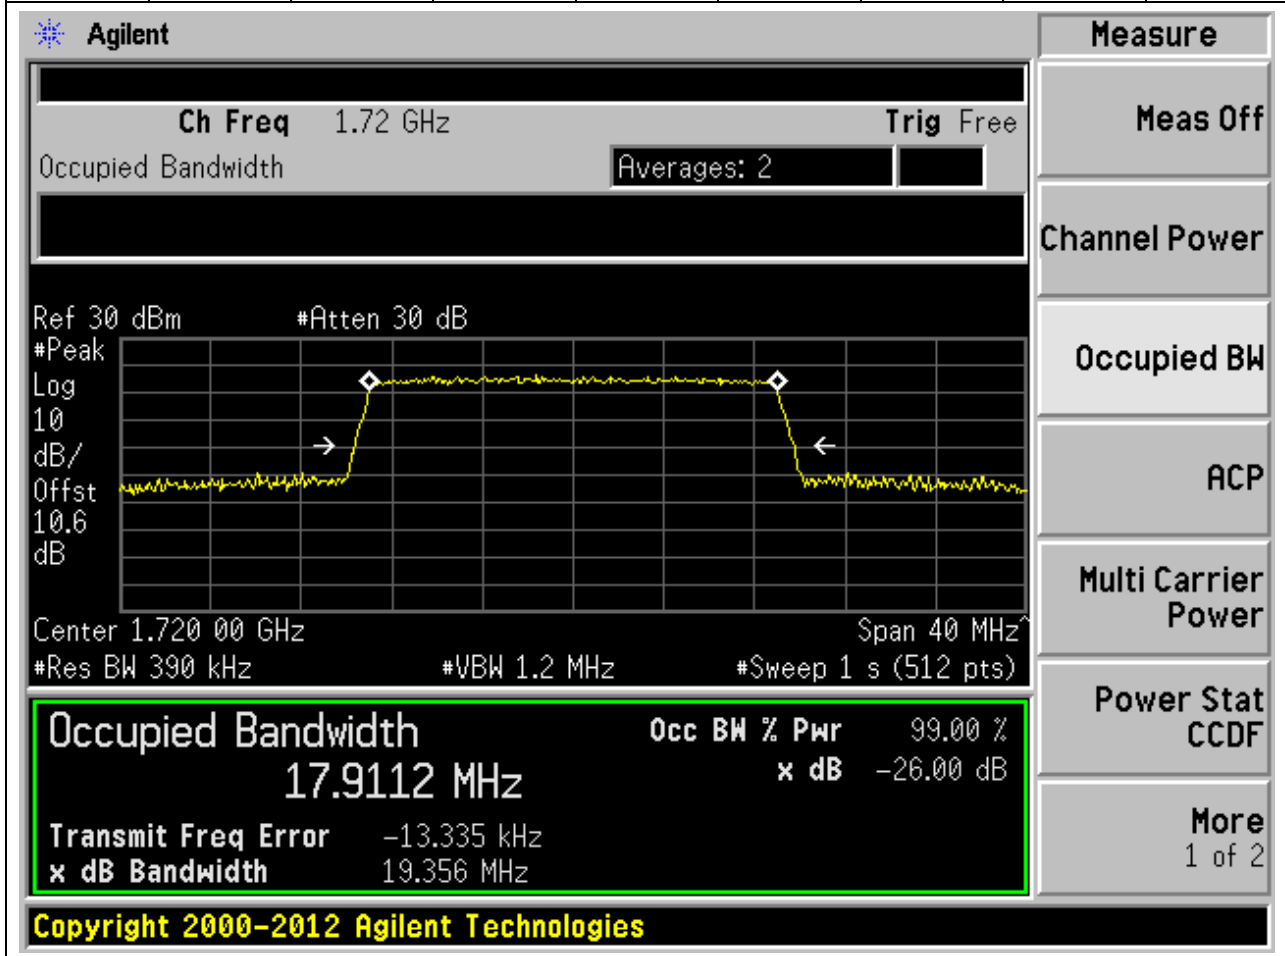 Agilent
Measure
Ch Freq 1.72 GHz Trig Free
Occupied Bandwidth Averages: 2
Meas Off
Channel Power
Occupied BW
ACP
Multi Carrier
Power
Power Stat
CCDF
More
1 of 2
Ref 30 dBm #Atten 30 dB
#Peak
Log
10
dB/
Offst
10.6
dB
Center 1.720 00 GHz Span 40 MHz^
#Res BW 390 kHz #VBW 1.2 MHz #Sweep 1 s (512 pts)
Occupied Bandwidth
17.9112 MHz
Occ BW % Pwr 99.00 %
x dB -26.00 dB
Transmit Freq Error -13.335 kHz
x dB Bandwidth 19.356 MHz
Copyright 2000-2012 Agilent Technologies